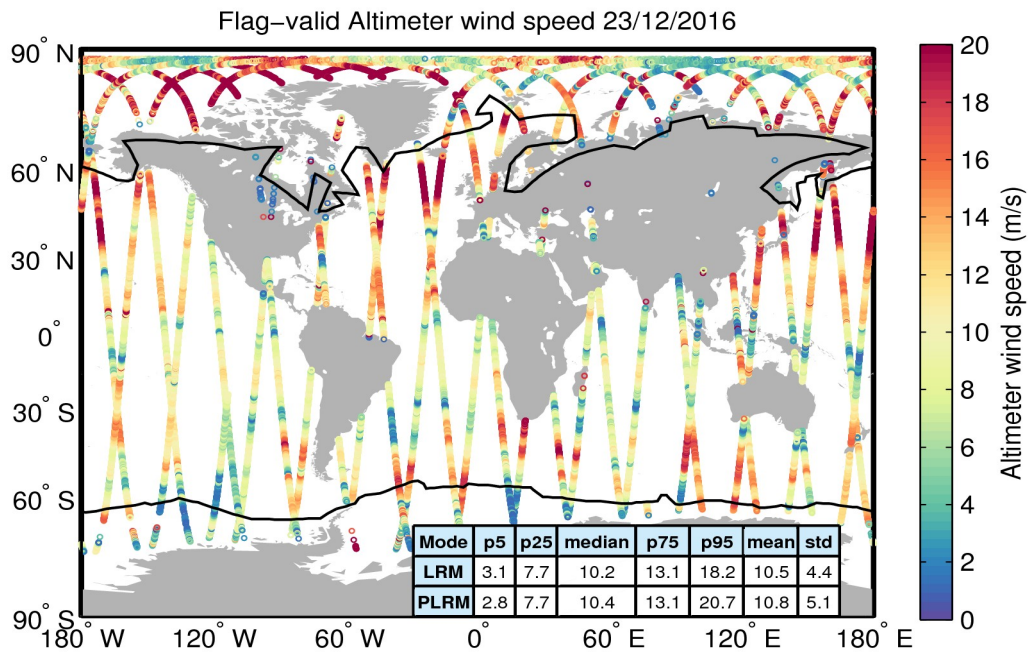 Flag-valid Altimeter wind speed 23/12/2016
90° N
60° N
30° N
0°
30° S
60° S
90° S
180° W
120° W
60° W
0°
60° E
120° E
180° E
Mode p5 p25 median p75 p95 mean std
LRM 3.1 7.7 10.2 13.1 18.2 10.5 4.4
PLRM 2.8 7.7 10.4 13.1 20.7 10.8 5.1
20
18
16
14
12
10
8
6
4
2
0
Altimeter wind speed (m/s)